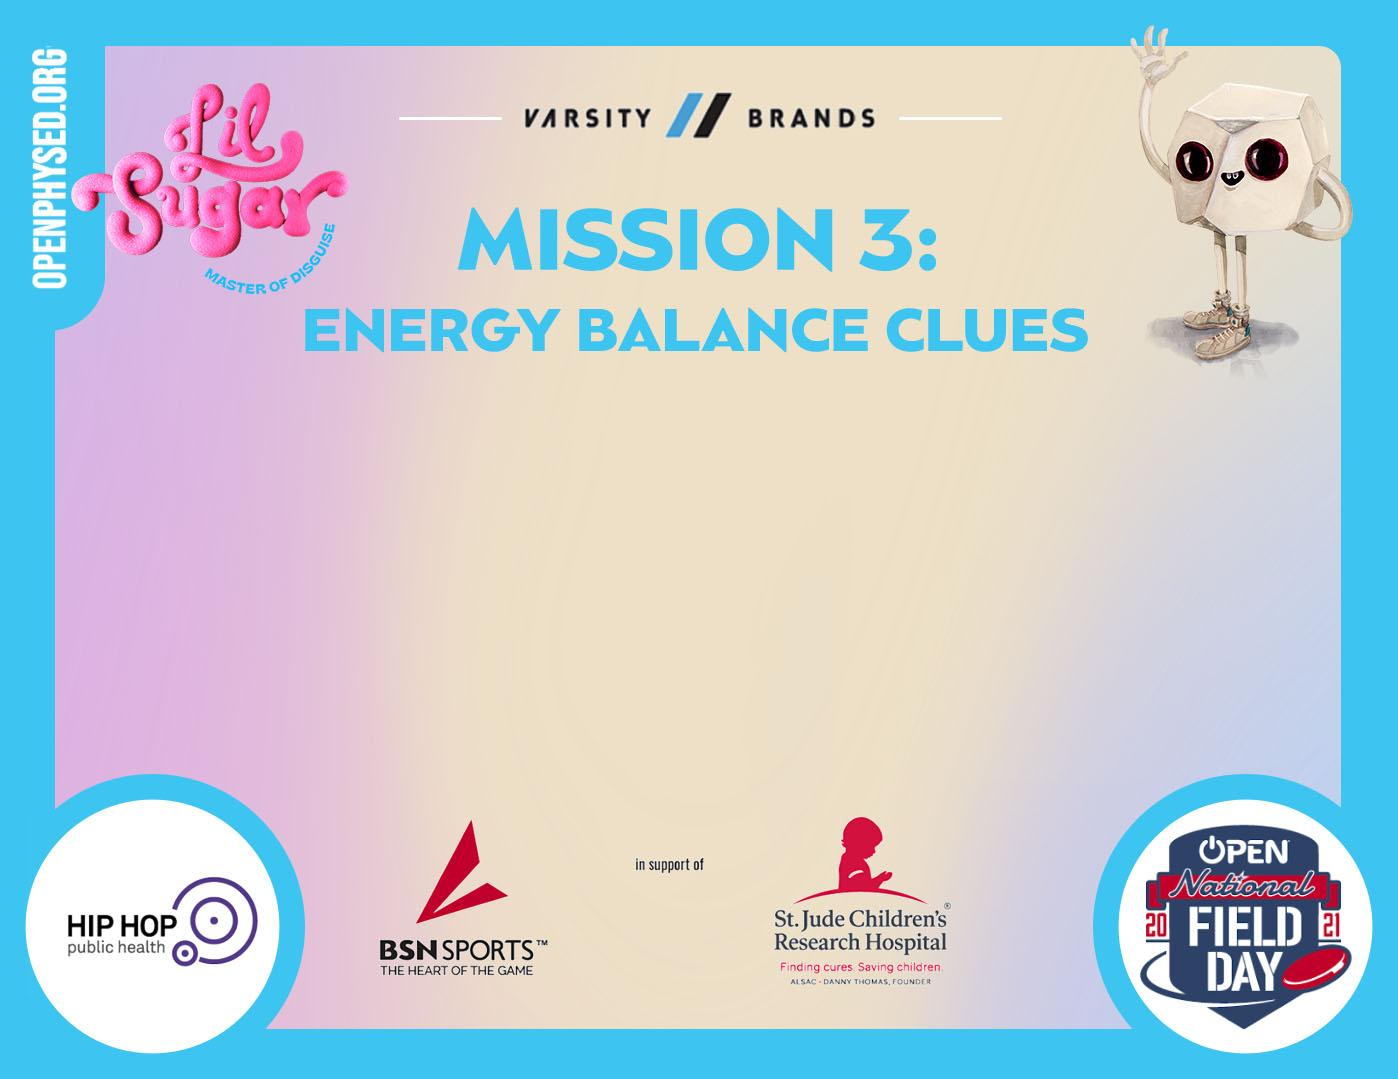 OPENPHYSED.ORG
Lil
Sugar
MASTER OF DISGUISE
VARSITY BRANDS
MISSION 3:
ENERGY BALANCE CLUES
HIP HOP
public health
BSN SPORTS™
THE HEART OF THE GAME
in support of
St. Jude Children's®
Research Hospital
Finding cures. Saving children.
ALSAC · DANNY THOMAS, FOUNDER
OPEN
National
20 FIELD 21
DAY